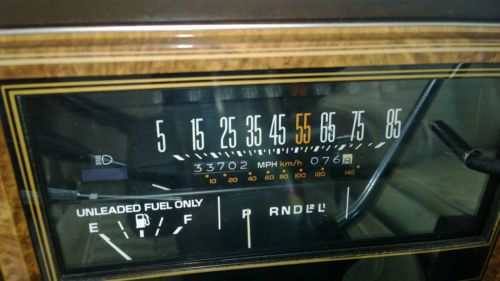 5 15 25 35 45 55 65 75 85
33702 MPH km/h 076
10 20 40 60 80 100 120 140
UNLEADED FUEL ONLY
E F
P R N D L L